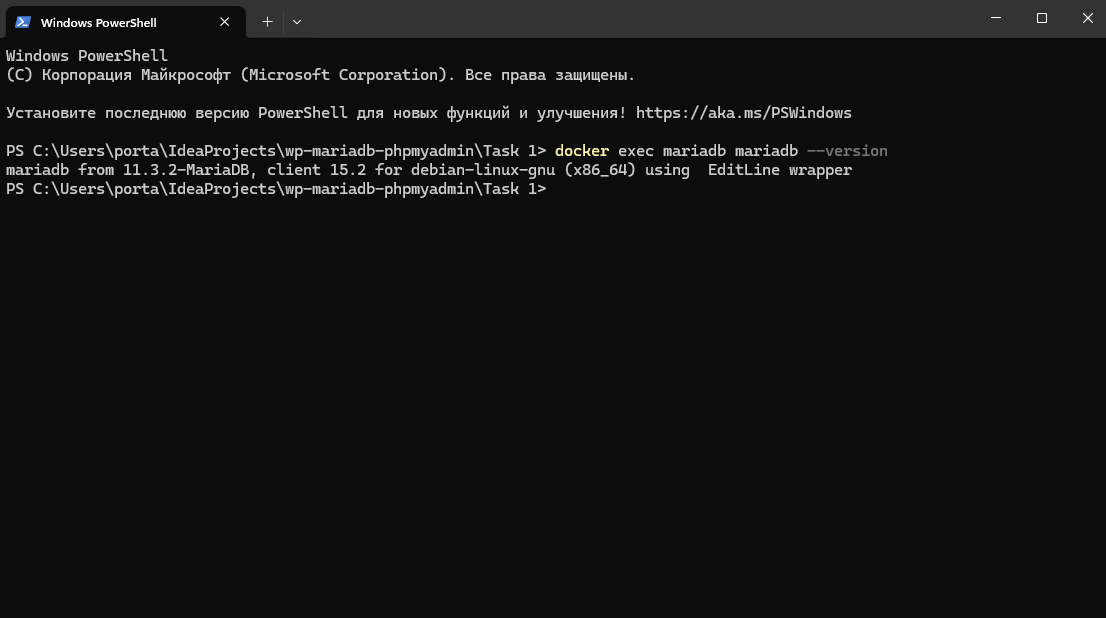 Windows PowerShell
Windows PowerShell
(C) Корпорация Майкрософт (Microsoft Corporation). Все права защищены.
Установите последнюю версию PowerShell для новых функций и улучшения! https://aka.ms/PSWindows
PS C:\Users\porta\IdeaProjects\wp-mariadb-phpmyadmin\Task 1> docker exec mariadb mariadb --version
mariadb from 11.3.2-MariaDB, client 15.2 for debian-linux-gnu (x86_64) using  EditLine wrapper
PS C:\Users\porta\IdeaProjects\wp-mariadb-phpmyadmin\Task 1>